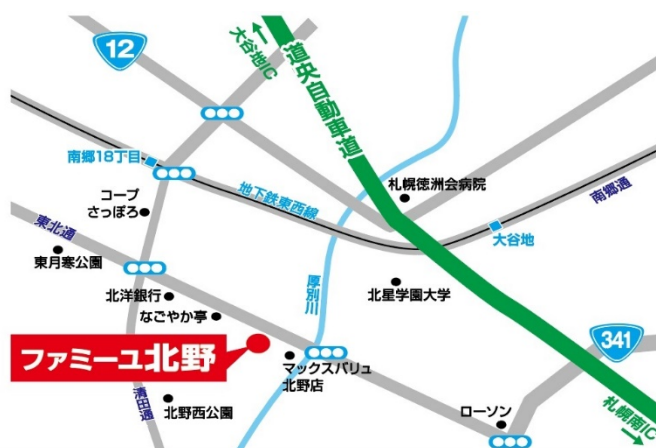 12
大谷地IC
道央自動車道
南郷18丁目
地下鉄東西線
札幌徳洲会病院
南郷通
コープ
さっぽろ
大谷地
東北通
東月寒公園
厚別川
北星学園大学
北洋銀行
なごやか亭
ファミーユ北野
マックスバリュ
北野店
341
清田通
北野西公園
ローソン
札幌南IC